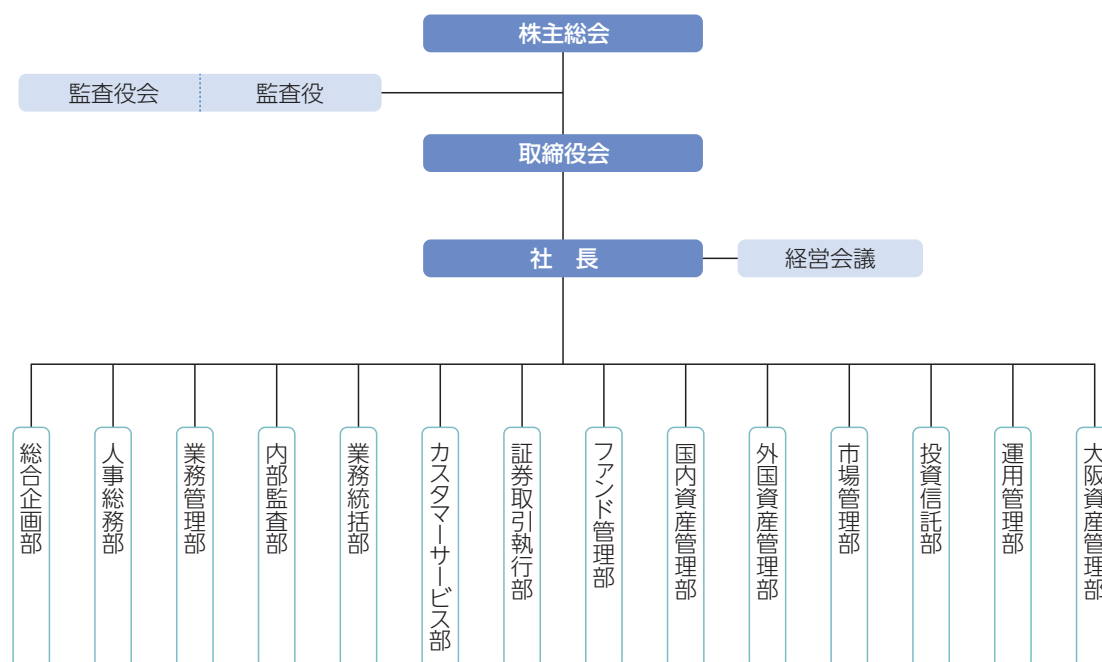 株主総会
監査役会
監査役
取締役会
社　長
経営会議
総合企画部
人事総務部
業務管理部
内部監査部
業務統括部
カスタマーサービス部
証券取引執行部
ファンド管理部
国内資産管理部
外国資産管理部
市場管理部
投資信託部
運用管理部
大阪資産管理部